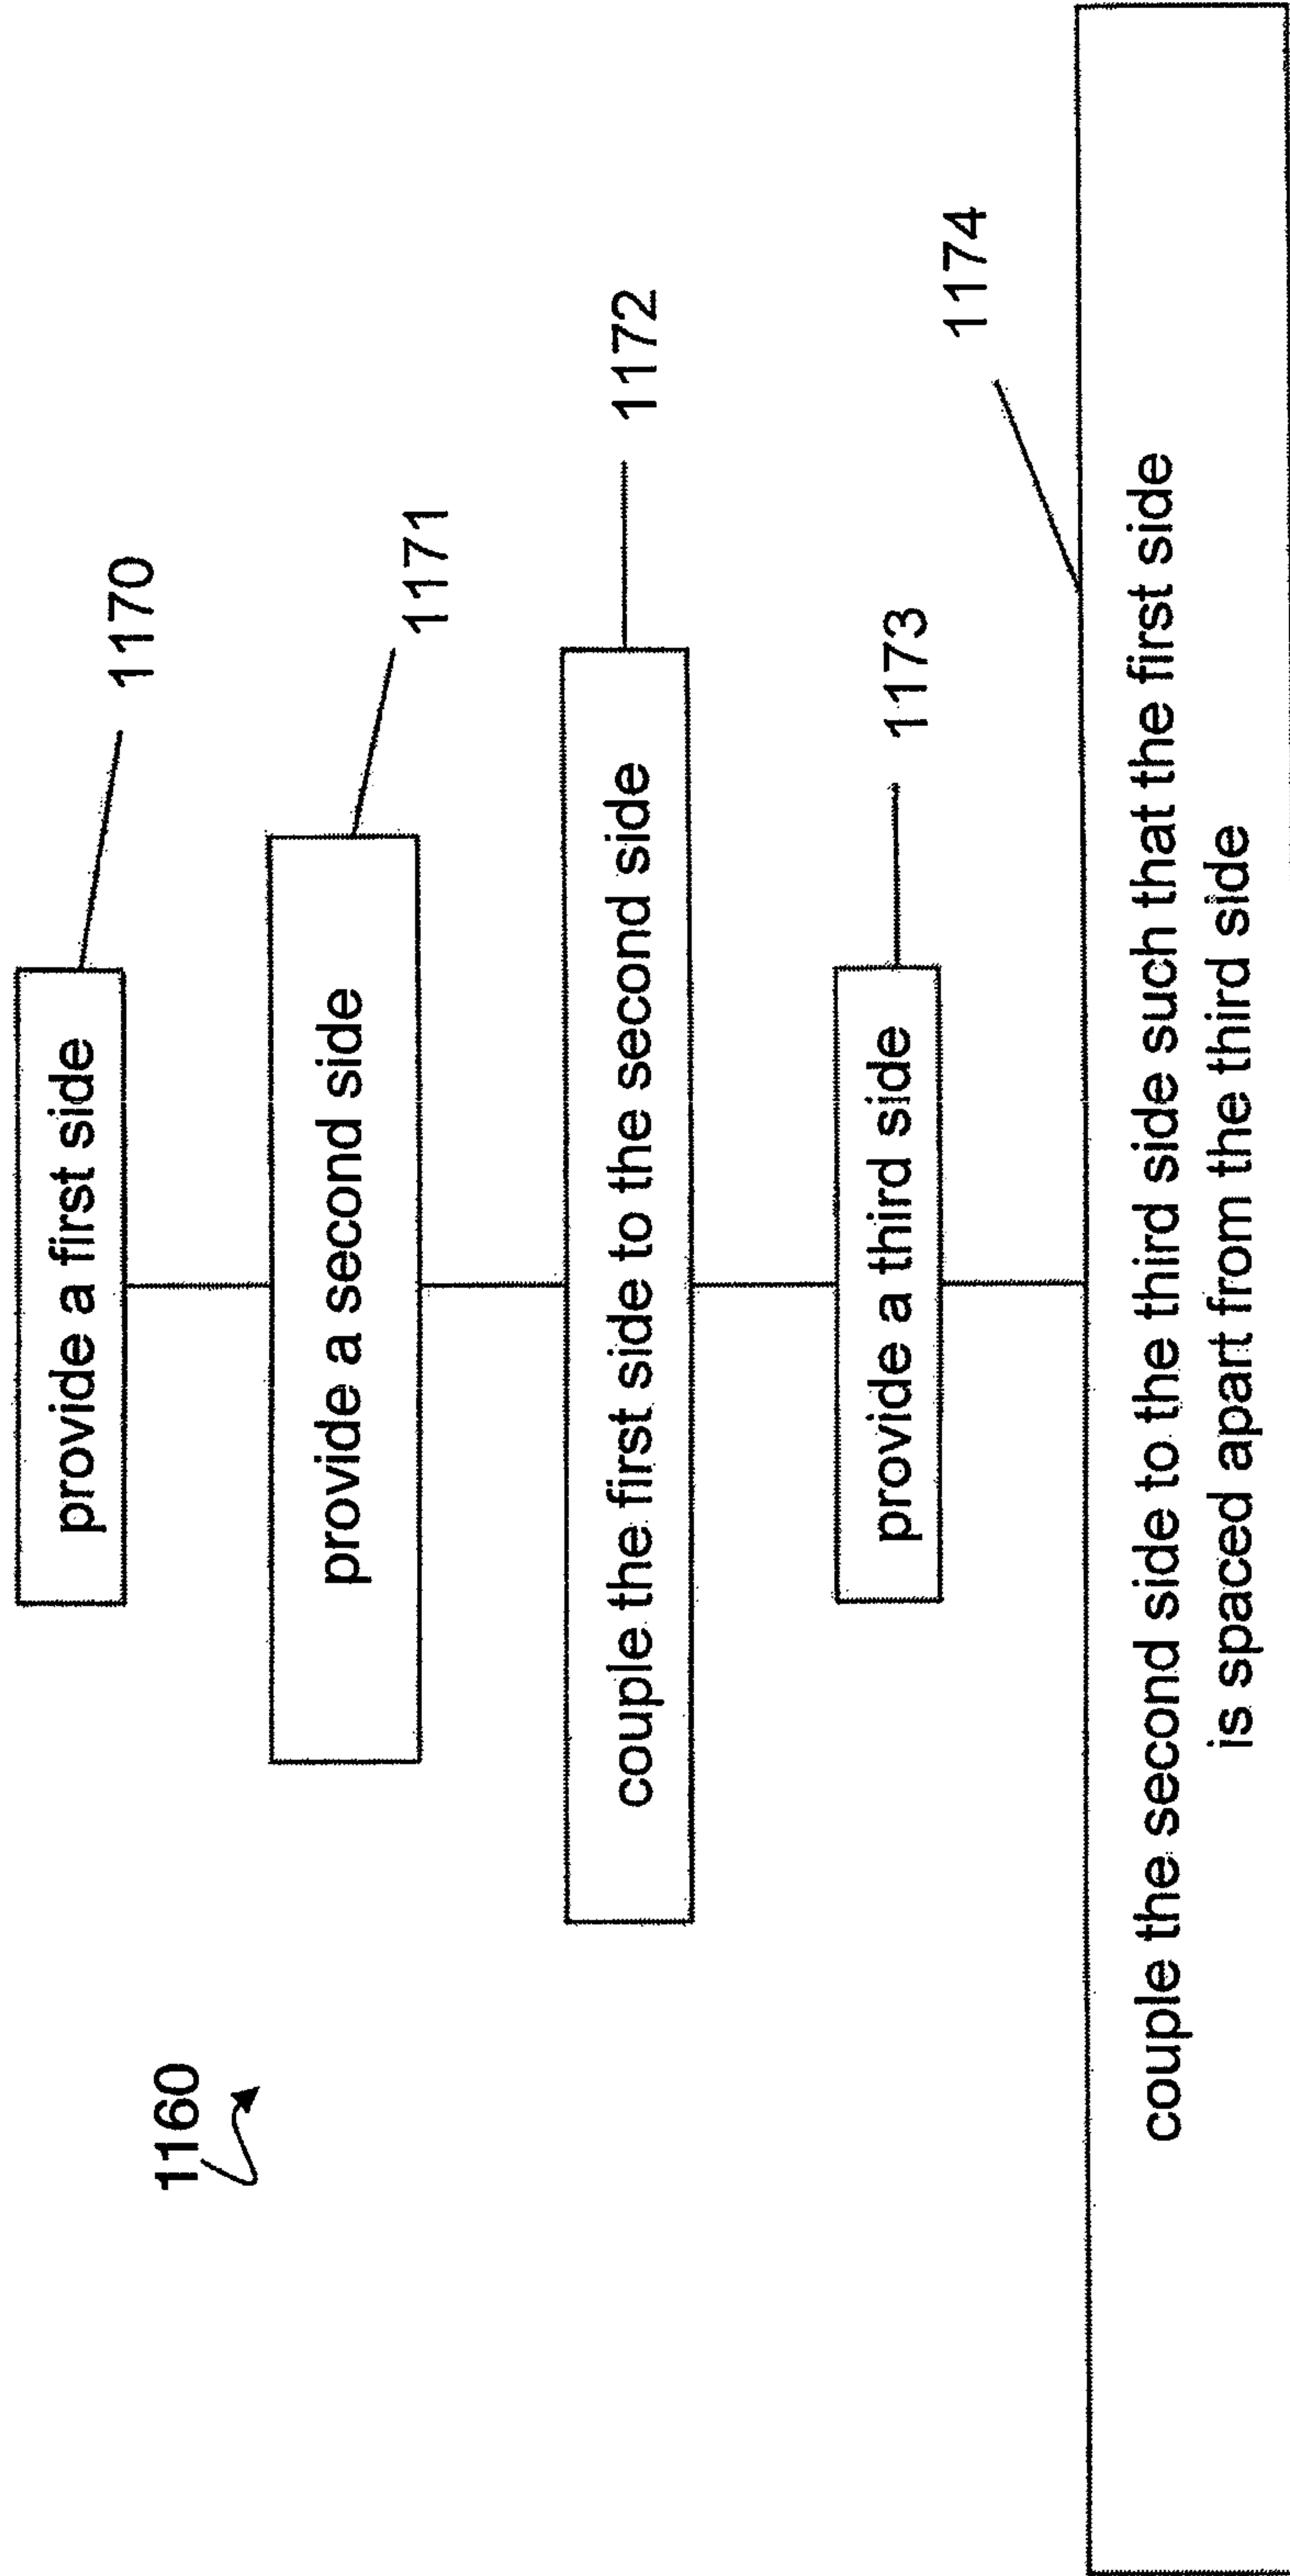 1160
provide a first side
1170
provide a second side
1171
couple the first side to the second side
1172
provide a third side
1173
1174
couple the second side to the third side such that the first side
is spaced apart from the third side